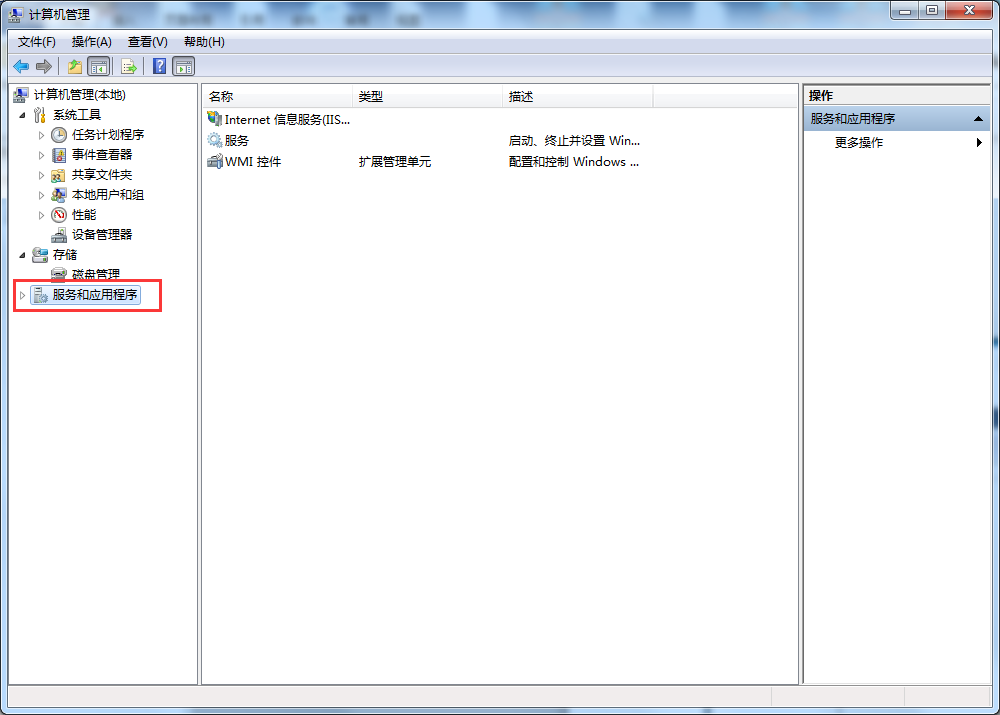 计算机管理
文件(F) 操作(A) 查看(V) 帮助(H)
计算机管理(本地)
系统工具
任务计划程序
事件查看器
共享文件夹
本地用户和组
性能
设备管理器
存储
磁盘管理
服务和应用程序
名称 类型 描述
Internet 信息服务(IIS...
服务 启动、终止并设置 Win...
WMI 控件 扩展管理单元 配置和控制 Windows ...
操作
服务和应用程序
更多操作